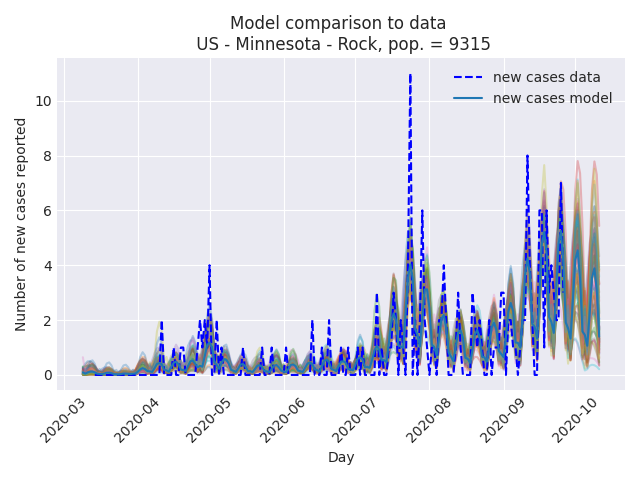 Model comparison to data
US - Minnesota - Rock, pop. = 9315
new cases data
new cases model
Number of new cases reported
10
8
6
4
2
0
2020-03
2020-04
2020-05
2020-06
2020-07
2020-08
2020-09
2020-10
Day